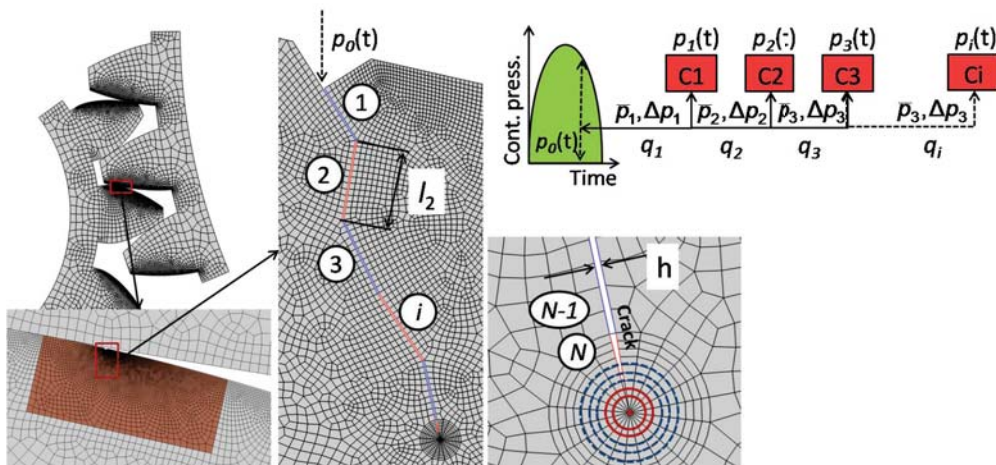 p₀(t)
1
2
l₂
3
i
Cont. press.
p₀(t)
Time
p₁(t) p₂(:) p₃(t) pᵢ(t)
C1 C2 C3 Ci
p̅₁,Δp₁ p̅₂,Δp₂ p̅₃,Δp₃ p̅₃,Δp₃
q₁ q₂ q₃ qᵢ
h
N-1
N
Crack